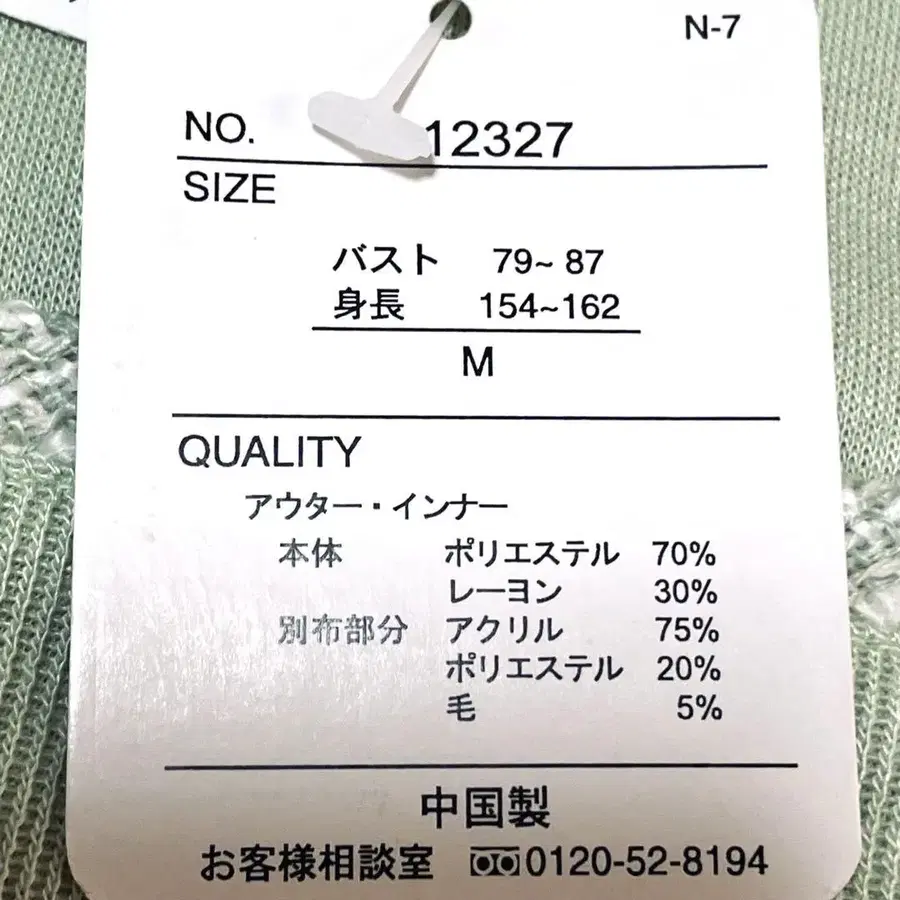 N-7
NO. 12327
SIZE
バスト 79~ 87
身長 154~162
M
QUALITY
アウター・インナー
本体 ポリエステル 70%
レーヨン 30%
別布部分 アクリル 75%
ポリエステル 20%
毛 5%
中国製
お客様相談室 0120-52-8194